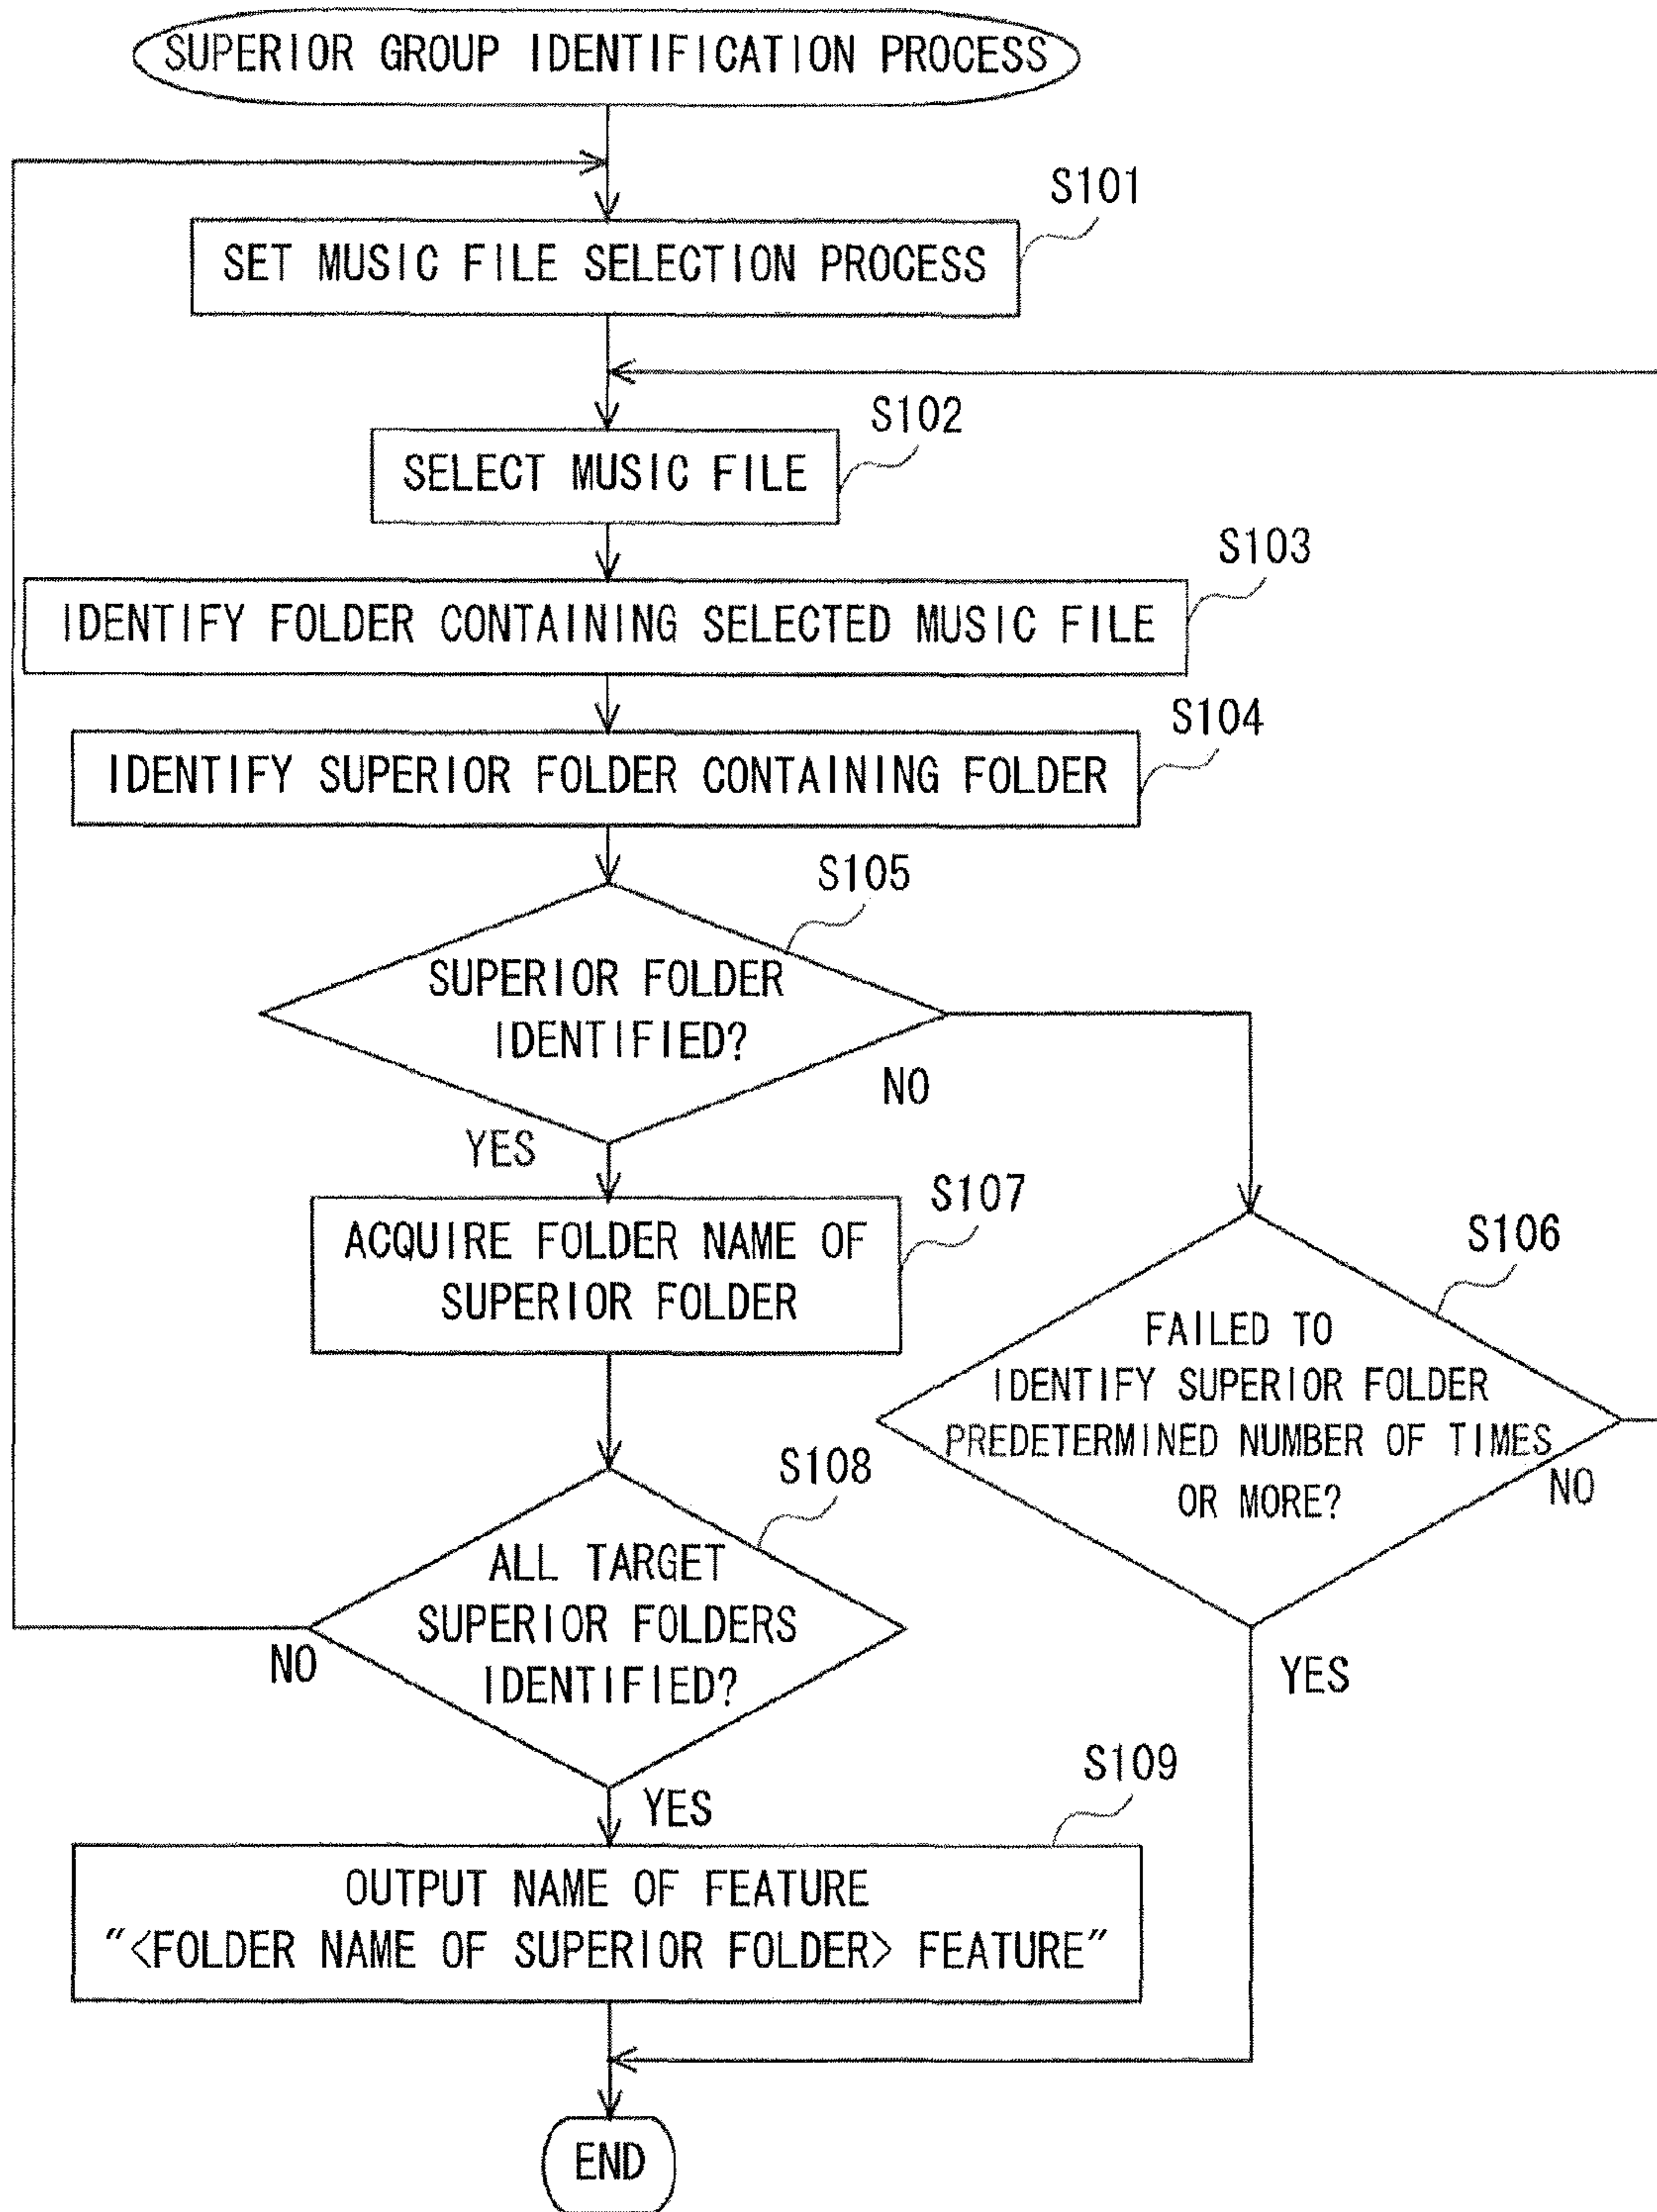 SUPERIOR GROUP IDENTIFICATION PROCESS
S101
SET MUSIC FILE SELECTION PROCESS
S102
SELECT MUSIC FILE
S103
IDENTIFY FOLDER CONTAINING SELECTED MUSIC FILE
S104
IDENTIFY SUPERIOR FOLDER CONTAINING FOLDER
S105
SUPERIOR FOLDER
IDENTIFIED?
NO
YES
S107
ACQUIRE FOLDER NAME OF
SUPERIOR FOLDER
S106
FAILED TO
IDENTIFY SUPERIOR FOLDER
PREDETERMINED NUMBER OF TIMES
OR MORE?
NO
YES
S108
ALL TARGET
SUPERIOR FOLDERS
IDENTIFIED?
NO
YES
S109
OUTPUT NAME OF FEATURE
"<FOLDER NAME OF SUPERIOR FOLDER> FEATURE"
END